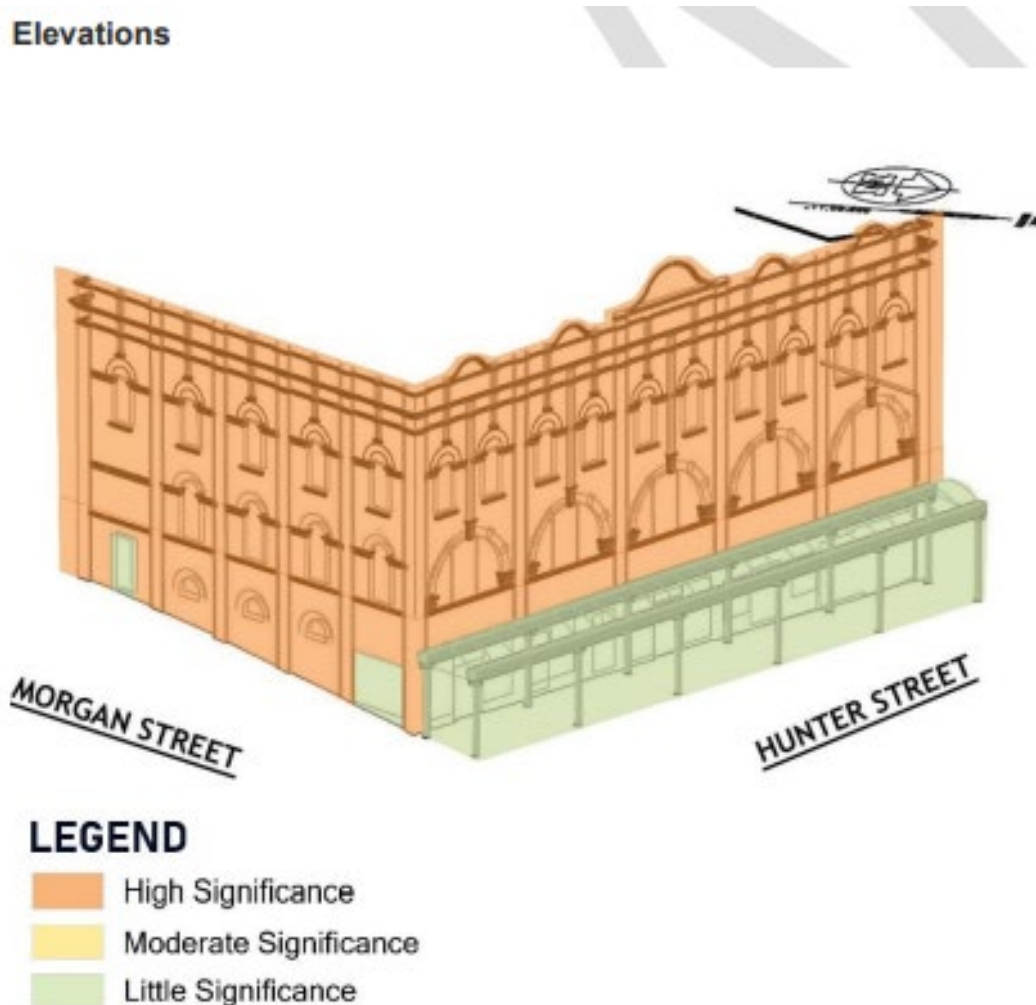 Elevations
MORGAN STREET
HUNTER STREET
LEGEND
High Significance
Moderate Significance
Little Significance